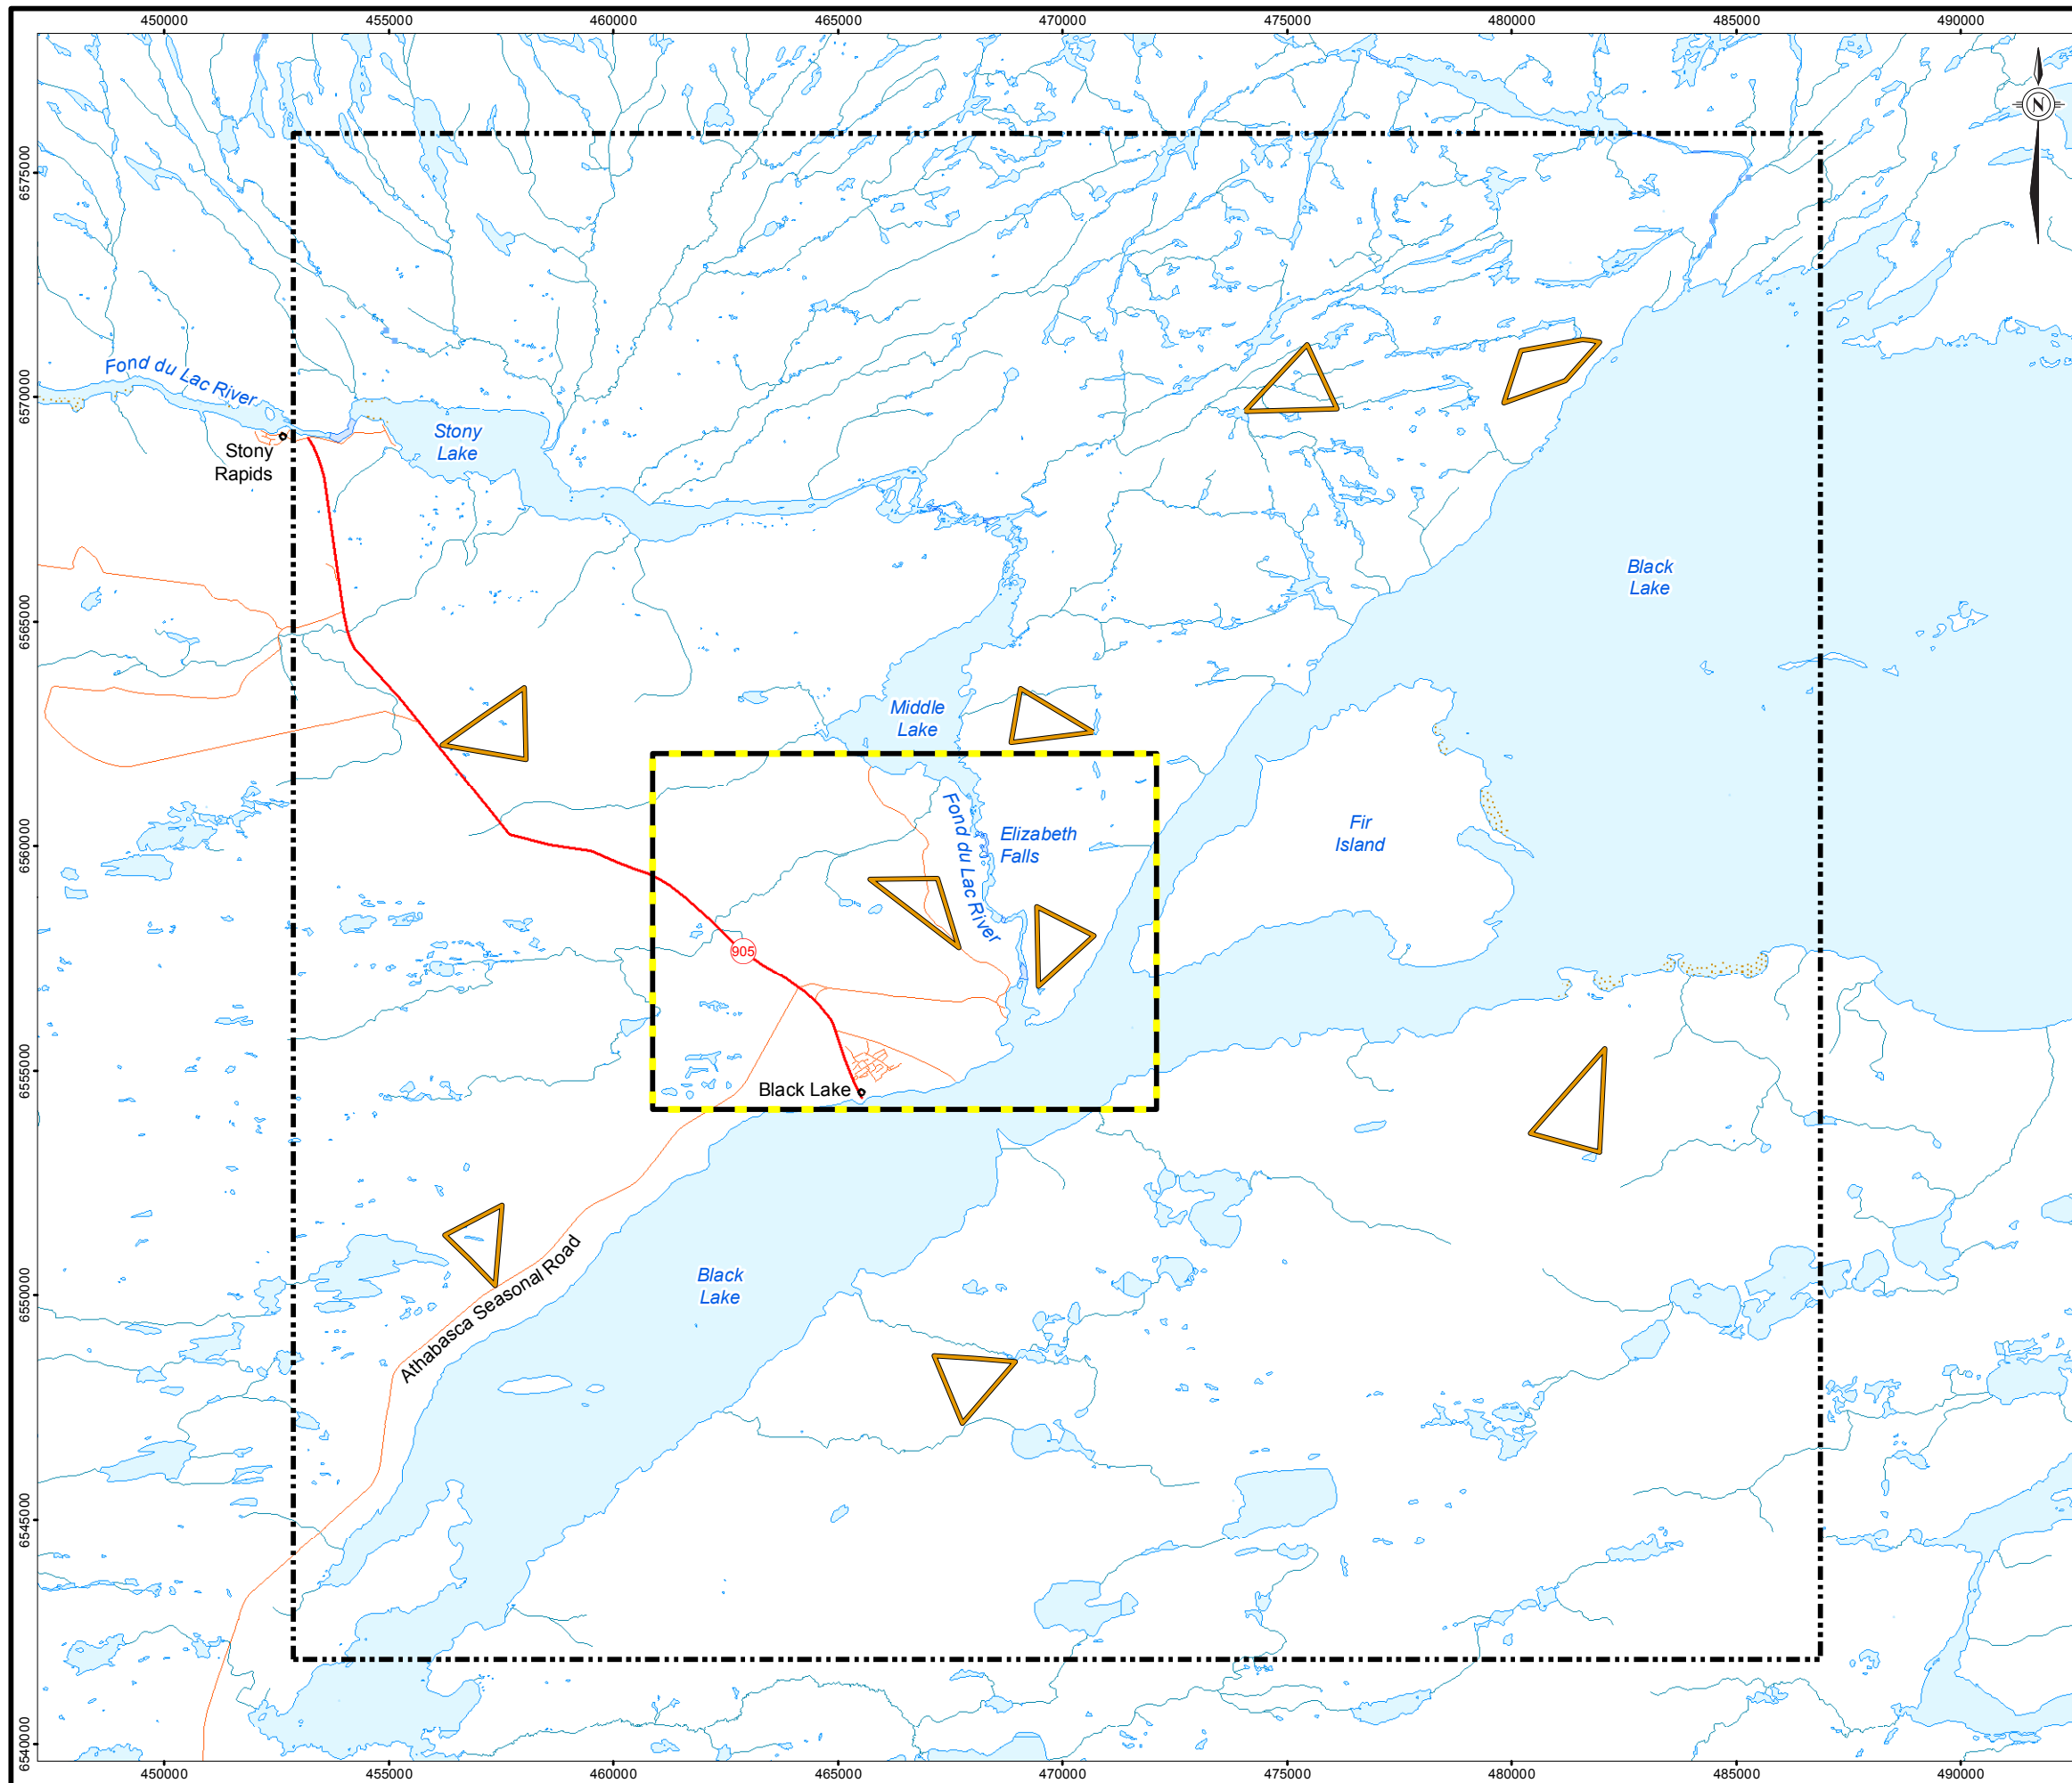 450000 455000 460000 465000 470000 475000 480000 485000 490000
N
6575000
6570000
6565000
6560000
6555000
6550000
6545000
6540000
Fond du Lac River
Stony
Lake
Stony
Rapids
Black
Lake
Middle
Lake
Fond du Lac River
Elizabeth
Falls
Fir
Island
905
Black Lake
Athabasca Seasonal Road
Black
Lake
450000 455000 460000 465000 470000 475000 480000 485000 490000